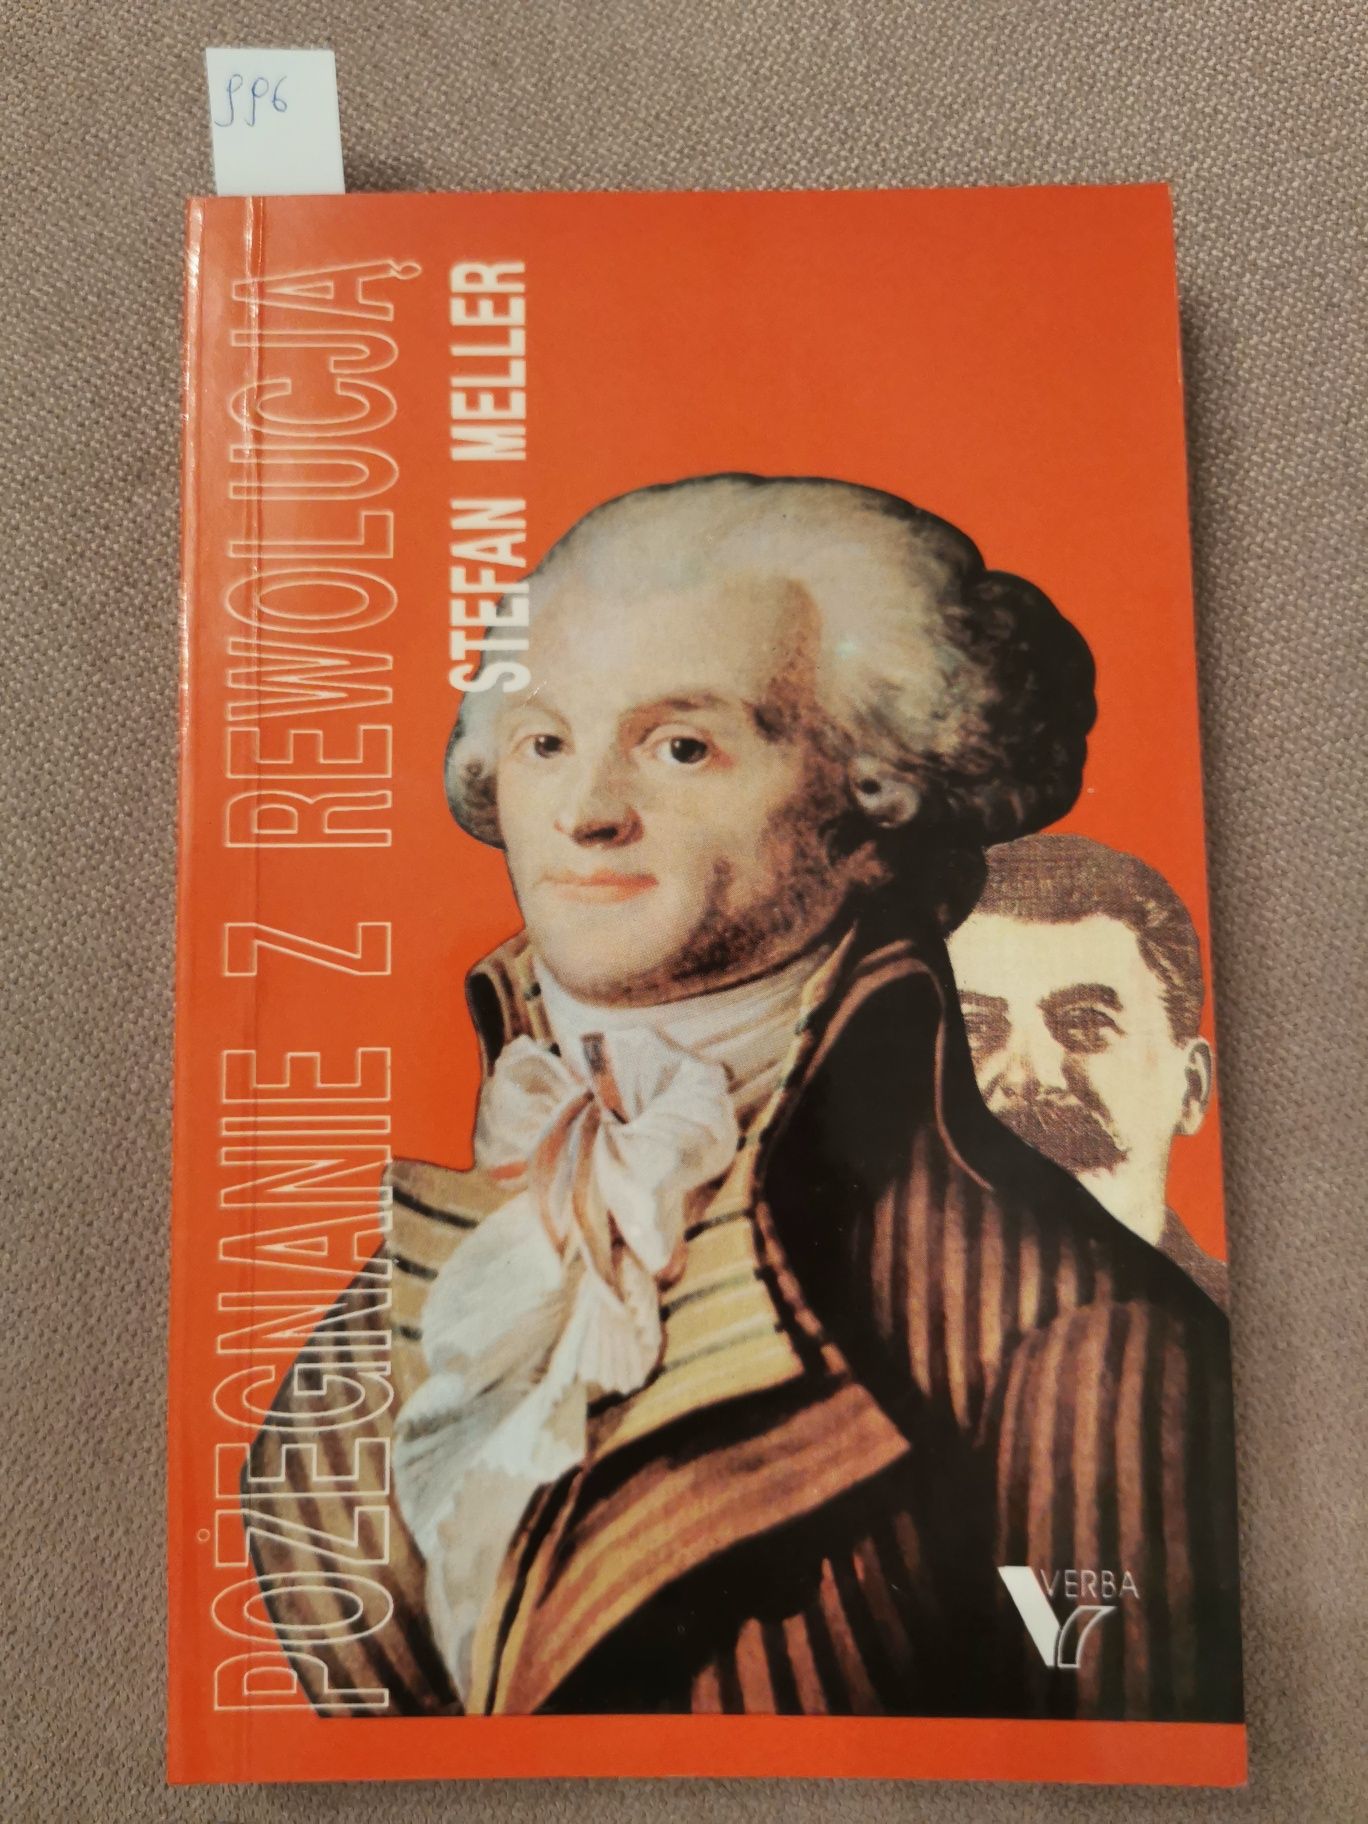 996
POŻEGNANIE Z REWOLUCJĄ
STEFAN MELLER
VERBA